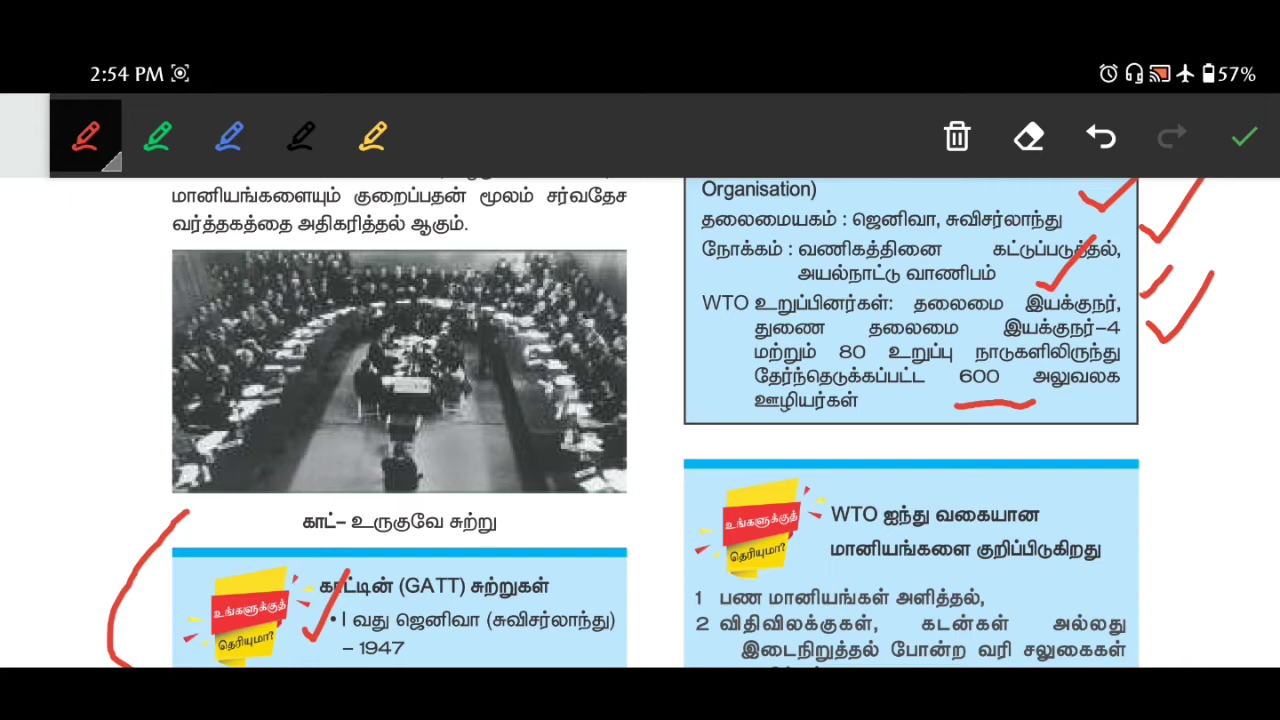 2:54 PM
57%
மானியங்களையும் குறைப்பதன் மூலம் சர்வதேச
வர்த்தகத்தை அதிகரித்தல் ஆகும்.
காட்– உருகுவே சுற்று
உங்களுக்குத்
தெரியுமா?
காட்டின் (GATT) சுற்றுகள்
• I வது ஜெனிவா (சுவிசர்லாந்து)
– 1947
Organisation)
தலைமையகம் : ஜெனிவா, சுவிசர்லாந்து
நோக்கம் : வணிகத்தினை கட்டுப்படுத்தல்,
அயல்நாட்டு வாணிபம்
WTO உறுப்பினர்கள்: தலைமை இயக்குநர்,
துணை தலைமை இயக்குநர்–4
மற்றும் 80 உறுப்பு நாடுகளிலிருந்து
தேர்ந்தெடுக்கப்பட்ட 600 அலுவலக
ஊழியர்கள்
உங்களுக்குத்
தெரியுமா?
WTO ஐந்து வகையான
மானியங்களை குறிப்பிடுகிறது
1 பண மானியங்கள் அளித்தல்,
2 விதிவிலக்குகள், கடன்கள் அல்லது
இடைநிறுத்தல் போன்ற வரி சலுகைகள்